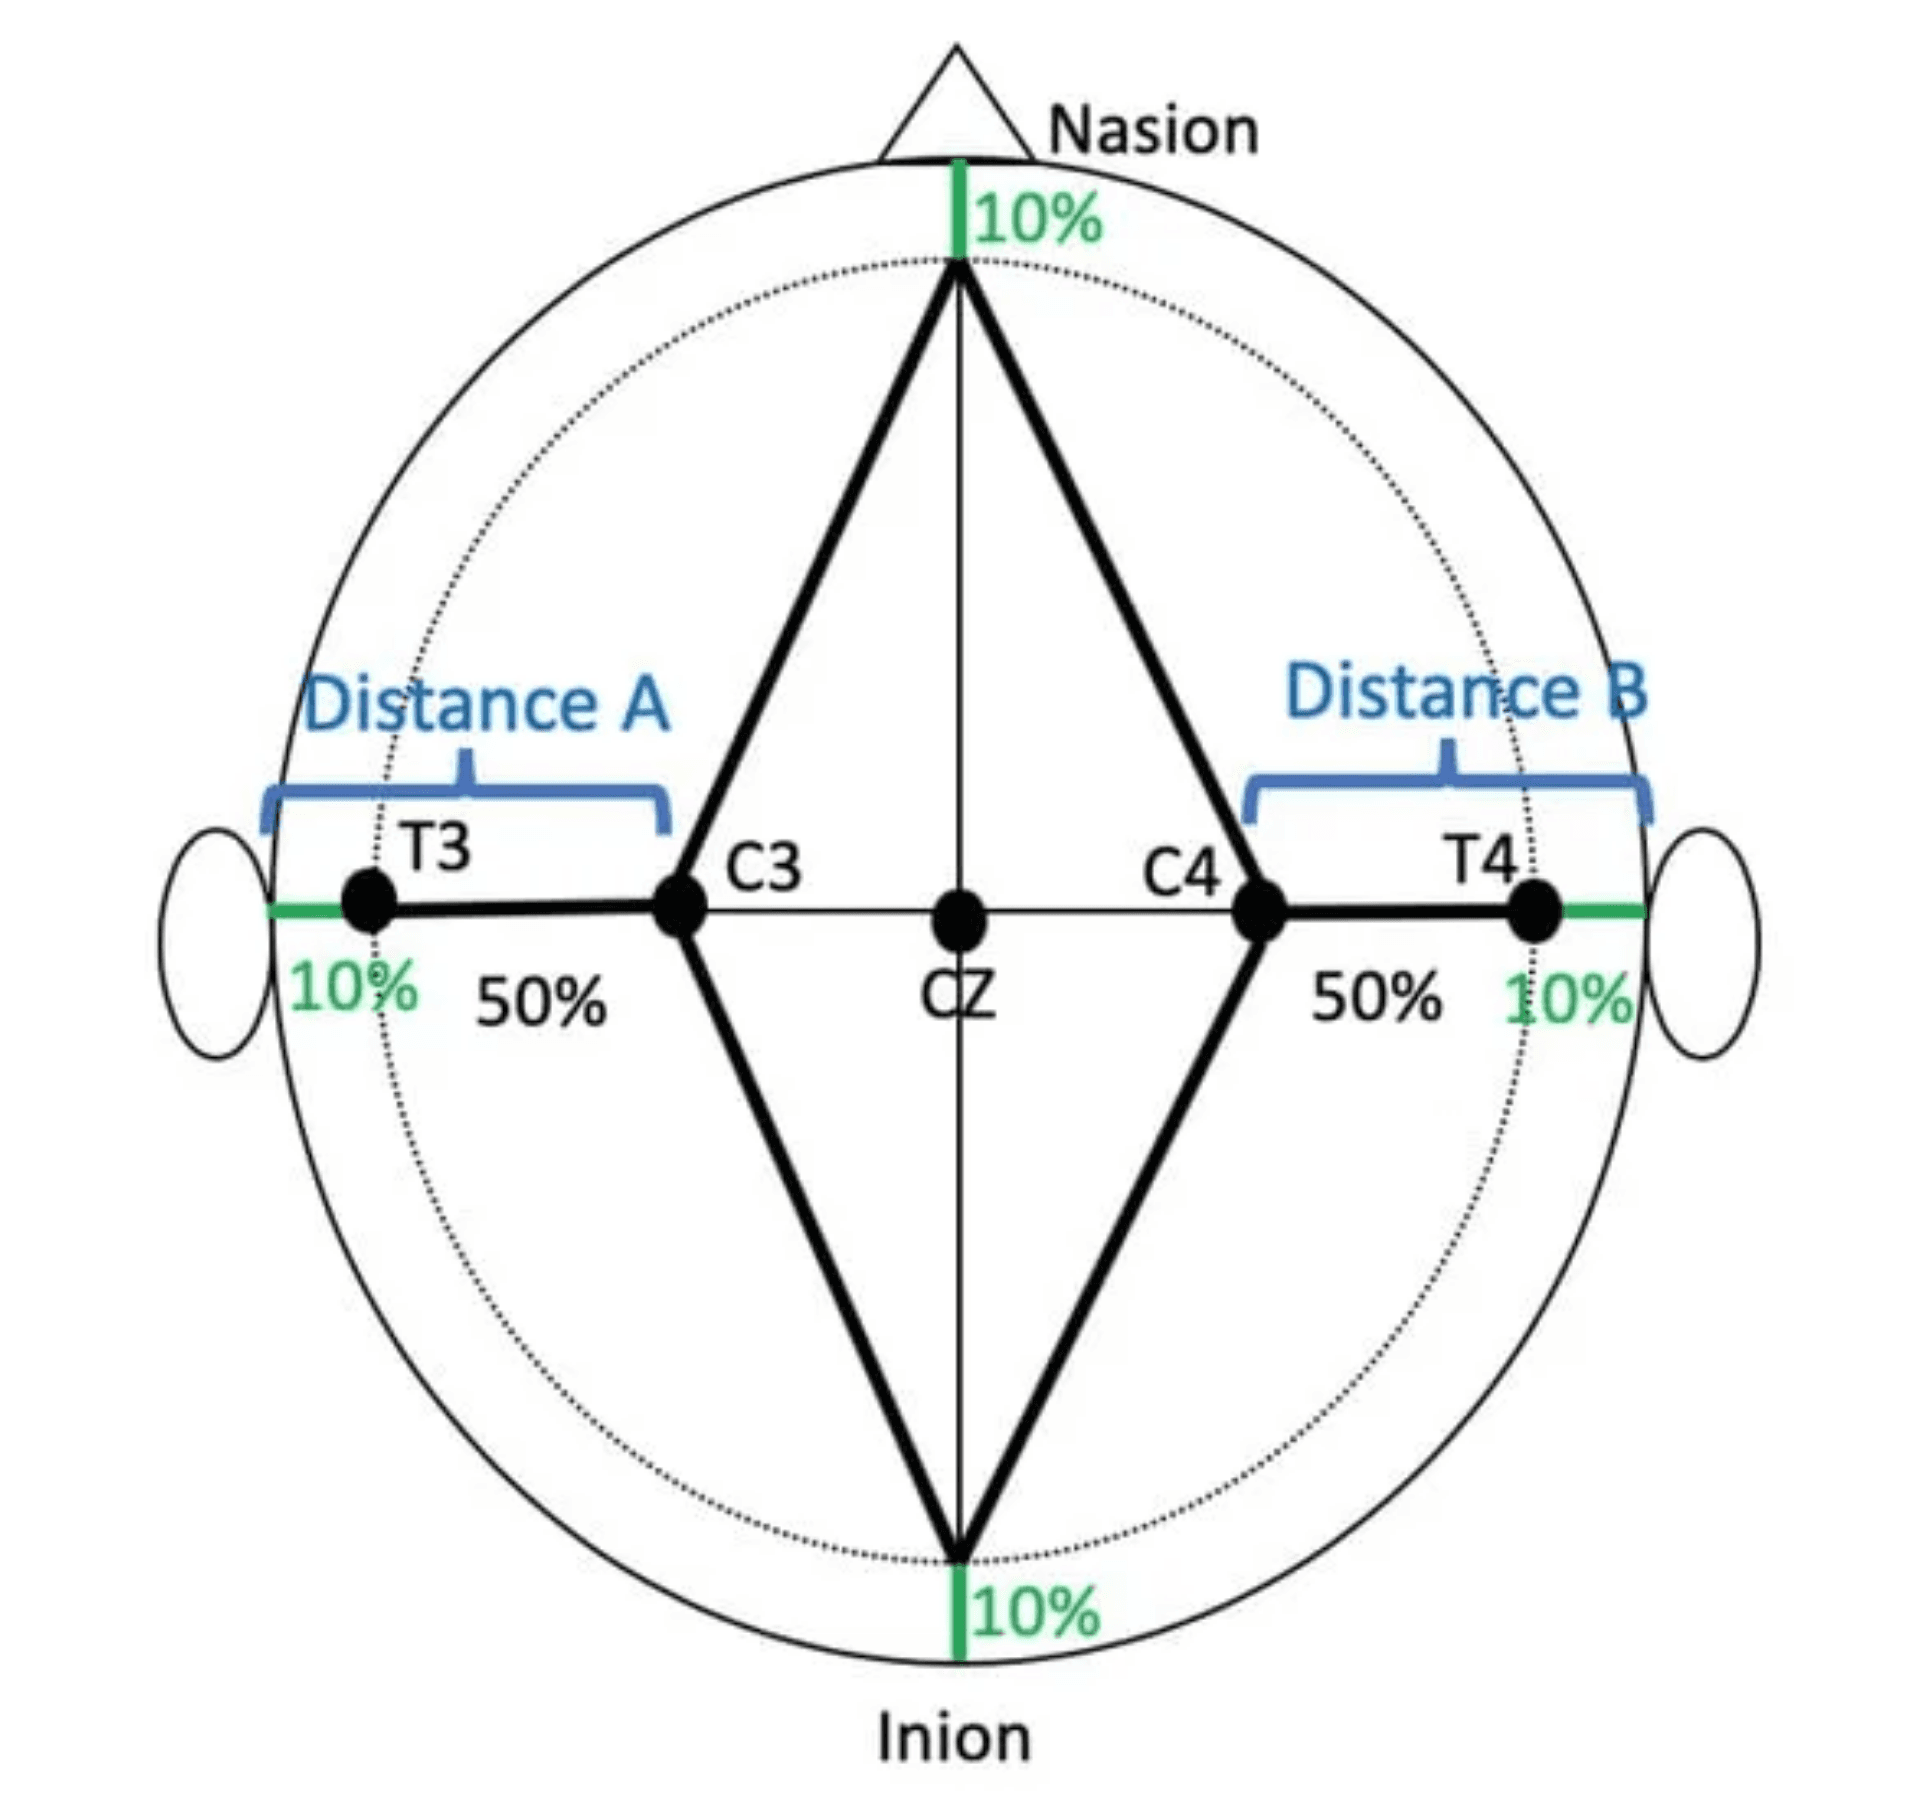 Nasion
10%
Distance A
Distance B
T3
C3
C4
T4
10%
50%
CZ
50%
10%
10%
Inion